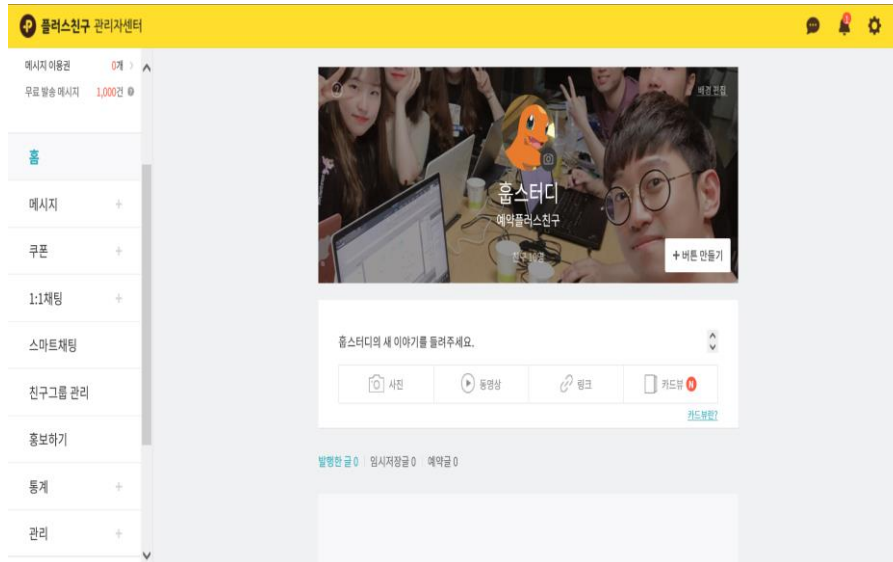 플러스친구 관리자센터
1
메시지 이용권 0개
무료 발송 메시지 1,000건
홈
메시지
쿠폰
1:1채팅
스마트채팅
친구그룹 관리
홍보하기
통계
관리
배경 편집
훕스터디
예약플러스친구
+ 버튼 만들기
훕스터디의 새 이야기를 들려주세요.
사진
동영상
링크
카드뷰 N
카드뷰란?
발행한 글 0 임시저장글 0 예약글 0